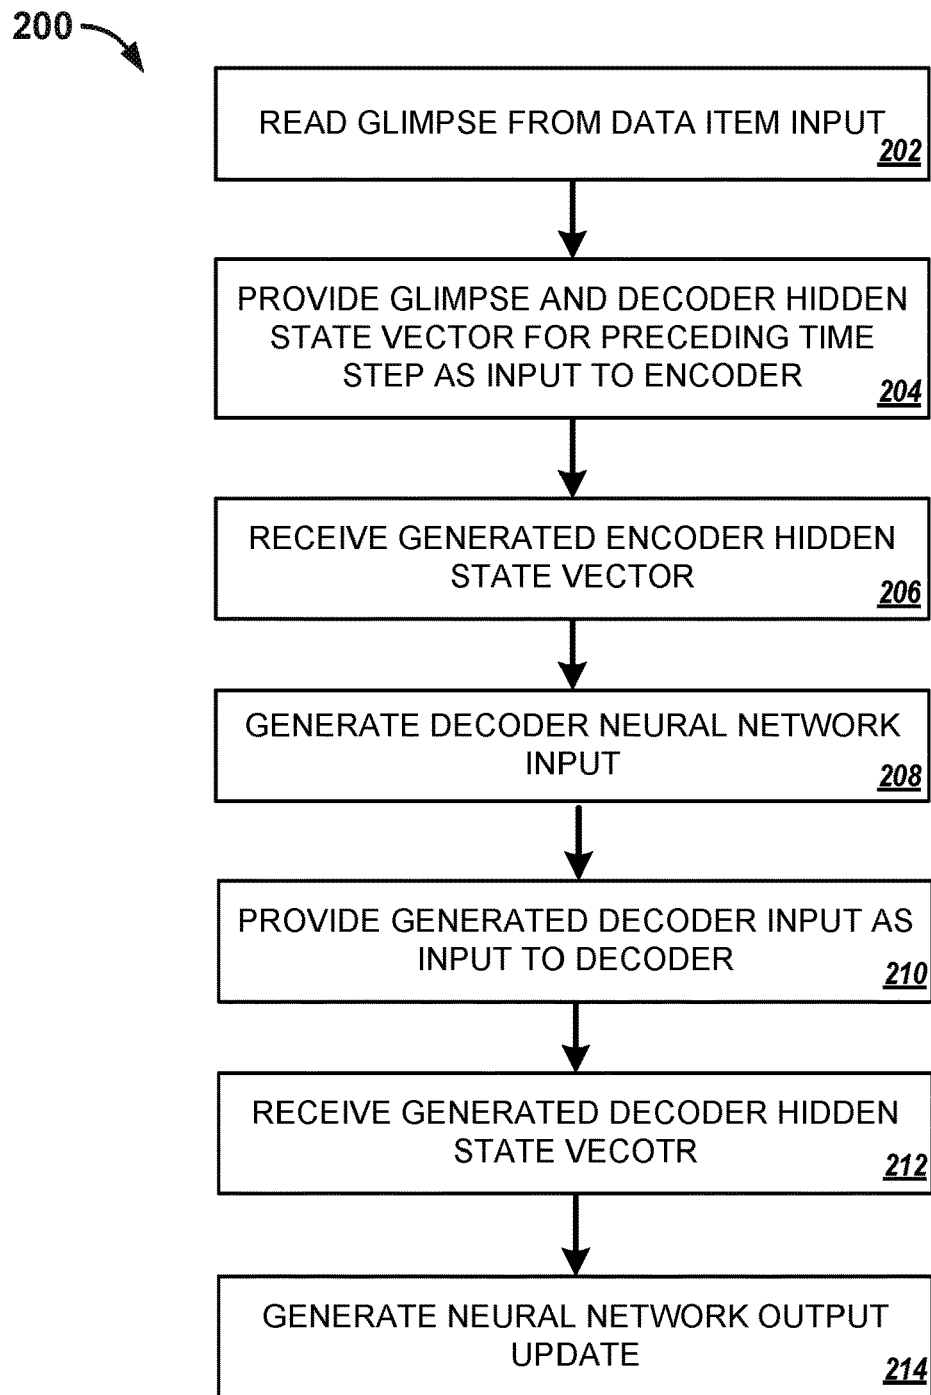 200
READ GLIMPSE FROM DATA ITEM INPUT
202
PROVIDE GLIMPSE AND DECODER HIDDEN
STATE VECTOR FOR PRECEDING TIME
STEP AS INPUT TO ENCODER
204
RECEIVE GENERATED ENCODER HIDDEN
STATE VECTOR
206
GENERATE DECODER NEURAL NETWORK
INPUT
208
PROVIDE GENERATED DECODER INPUT AS
INPUT TO DECODER
210
RECEIVE GENERATED DECODER HIDDEN
STATE VECOTR
212
GENERATE NEURAL NETWORK OUTPUT
UPDATE
214